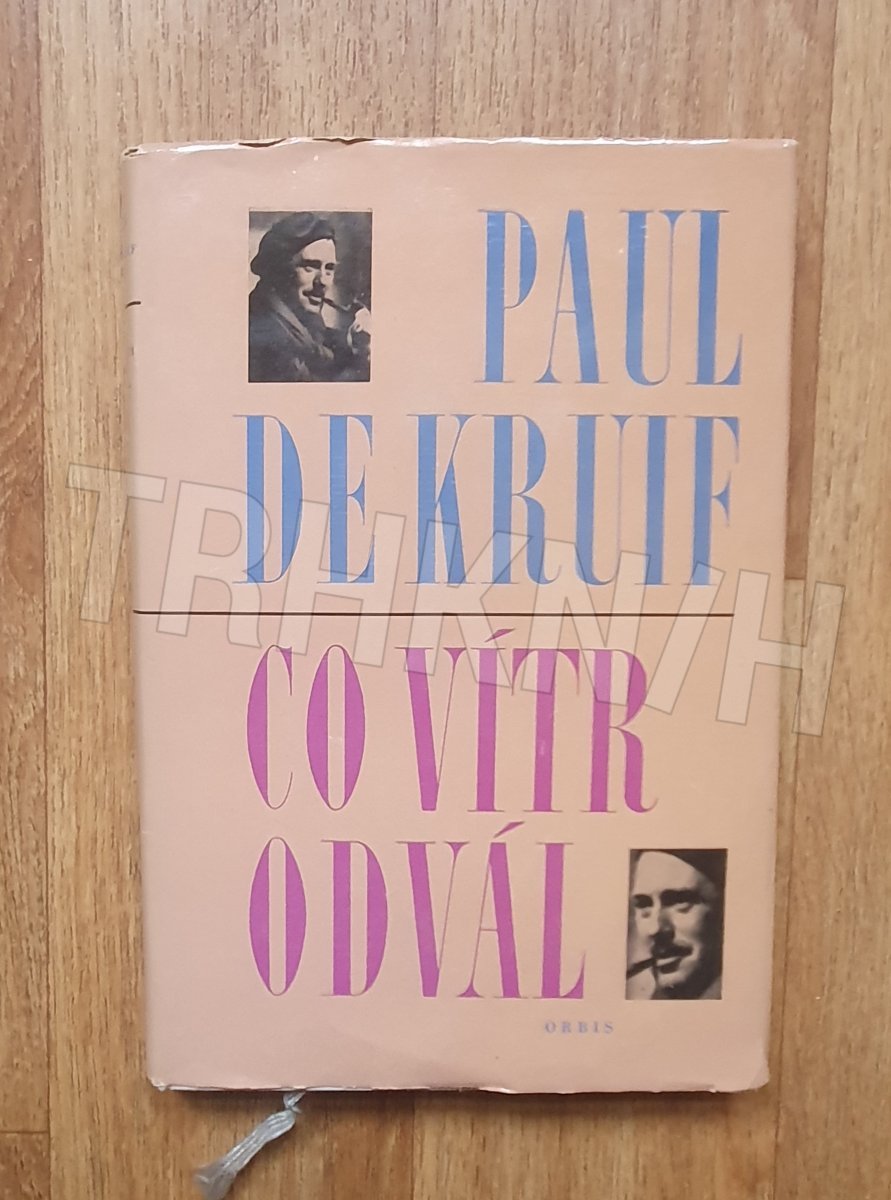 PAUL
DE KRUIF
TRHKNIH
CO VÍTR
ODVÁL
ORBIS